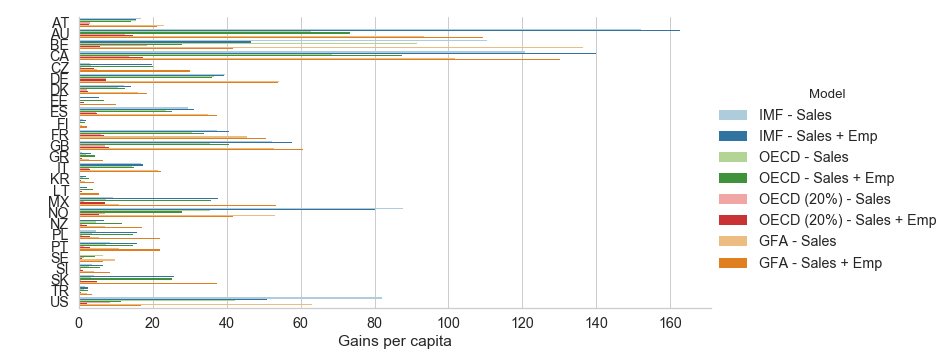 AT
AU
BE
CA
CZ
DE
DK
EE
ES
FI
FR
GB
GR
IT
KR
LT
MX
NO
NZ
PL
PT
SE
SI
SK
TR
US
0 20 40 60 80 100 120 140 160
Gains per capita
Model
IMF - Sales
IMF - Sales + Emp
OECD - Sales
OECD - Sales + Emp
OECD (20%) - Sales
OECD (20%) - Sales + Emp
GFA - Sales
GFA - Sales + Emp